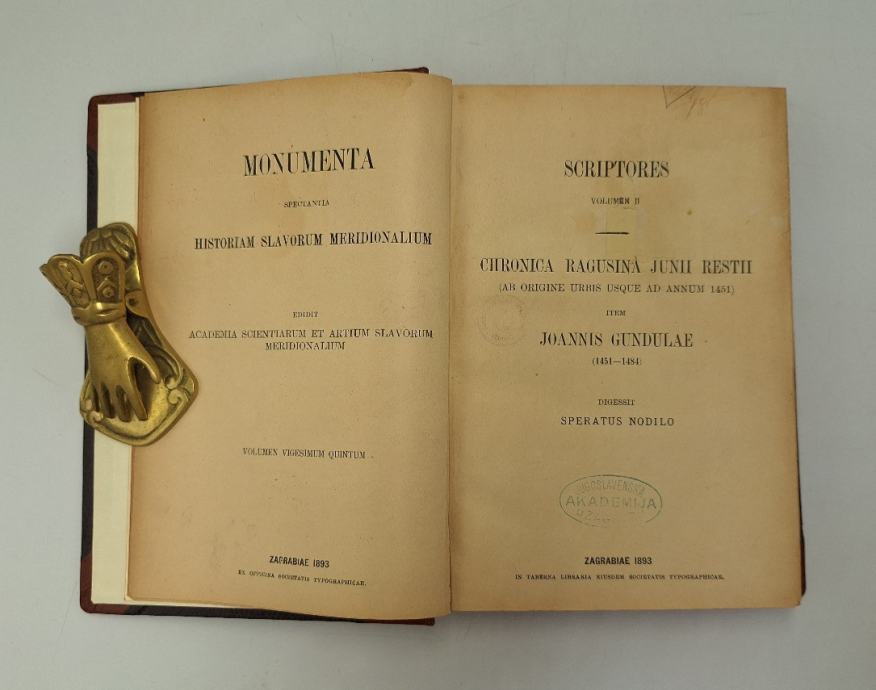 MONUMENTA
SPECTANTIA
HISTORIAM SLAVORUM MERIDIONALIUM
EDIDIT
ACADEMIA SCIENTIARUM ET ARTIUM SLAVORUM
MERIDIONALIUM
VOLUMEN VIGESIMUM QUINTUM
ZAGRABIAE 1893
EX OFFICINA SOCIETATIS TYPOGRAPHICAE.
SCRIPTORES
VOLUMEN II
CHRONICA RAGUSINA JUNII RESTII
(AB ORIGINE URBIS USQUE AD ANNUM 1451)
ITEM
JOANNIS GUNDULAE
(1451—1484)
DIGESSIT
SPERATUS NODILO
JUGOSLAVENSKA
AKADEMIJA
ZAGRABIAE 1893
IN TABERNA LIBRARIA EIUSDEM SOCIETATIS TYPOGRAPHICAE.